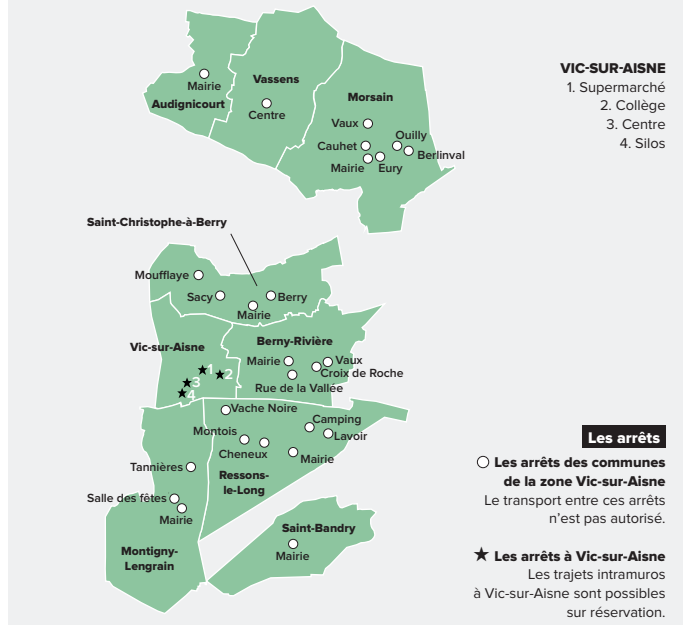 Mairie
Audignicourt
Vassens
Centre
Morsain
Vaux
Ouilly
Cauhet
Berlinval
Mairie
Eury
VIC-SUR-AISNE
1. Supermarché
2. Collège
3. Centre
4. Silos
Saint-Christophe-à-Berry
Moufflaye
Sacy
Berry
Mairie
Vic-sur-Aisne
1
2
3
4
Berny-Rivière
Mairie
Vaux
Croix de Roche
Rue de la Vallée
Vache Noire
Camping
Montois
Lavoir
Cheneux
Mairie
Ressons-
le-Long
Tannières
Salle des fêtes
Mairie
Montigny-
Lengrain
Saint-Bandry
Mairie
Les arrêts
Les arrêts des communes
de la zone Vic-sur-Aisne
Le transport entre ces arrêts
n'est pas autorisé.
Les arrêts à Vic-sur-Aisne
Les trajets intramuros
à Vic-sur-Aisne sont possibles
sur réservation.